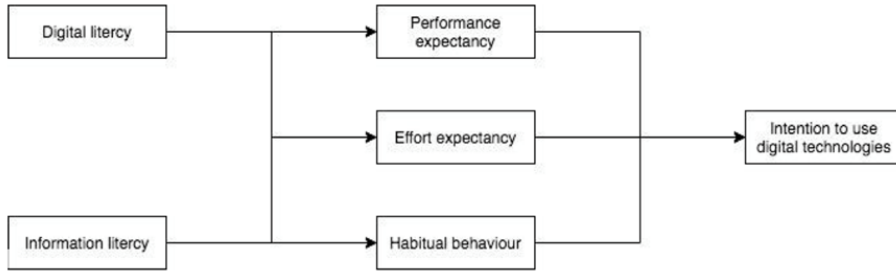 Digital litercy
Performance
expectancy
Effort expectancy
Intention to use
digital technologies
Information litercy
Habitual behaviour